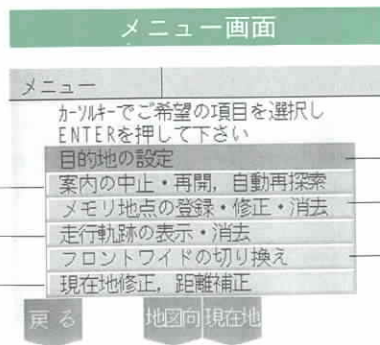 メニュー画面
メニュー
カーソルキーでご希望の項目を選択し
ENTERを押して下さい
目的地の設定
案内の中止・再開，自動再探索
メモリ地点の登録・修正・消去
走行軌跡の表示・消去
フロントワイドの切り換え
現在地修正，距離補正
戻る 地図向 現在地